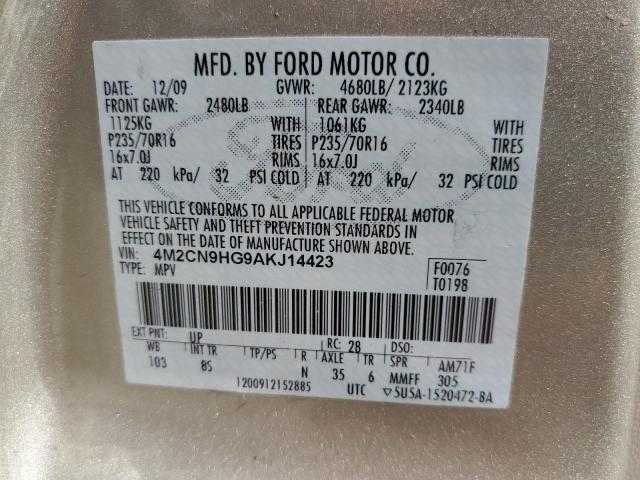 MFD. BY FORD MOTOR CO.
DATE: 12/09 GVWR: 4680LB/ 2123KG
FRONT GAWR: 2480LB REAR GAWR: 2340LB
1125KG WITH 1061KG WITH
P235/70R16 TIRES P235/70R16 TIRES
16x7.0J RIMS 16x7.0J RIMS
AT 220 kPa/ 32 PSI COLD AT 220 kPa/ 32 PSI COLD
THIS VEHICLE CONFORMS TO ALL APPLICABLE FEDERAL MOTOR
VEHICLE SAFETY AND THEFT PREVENTION STANDARDS IN
EFFECT ON THE DATE OF MANUFACTURE SHOWN ABOVE.
VIN: 4M2CN9HG9AKJ14423 F0076
TYPE: MPV T0198
EXT PNT: UP RC: 28 DSO:
WB INT TR TP/PS R AXLE TR SPR AM71F
103 8S N 35 6 MMFF 305
1200912152885 UTC ▽5U5A-1520472-BA